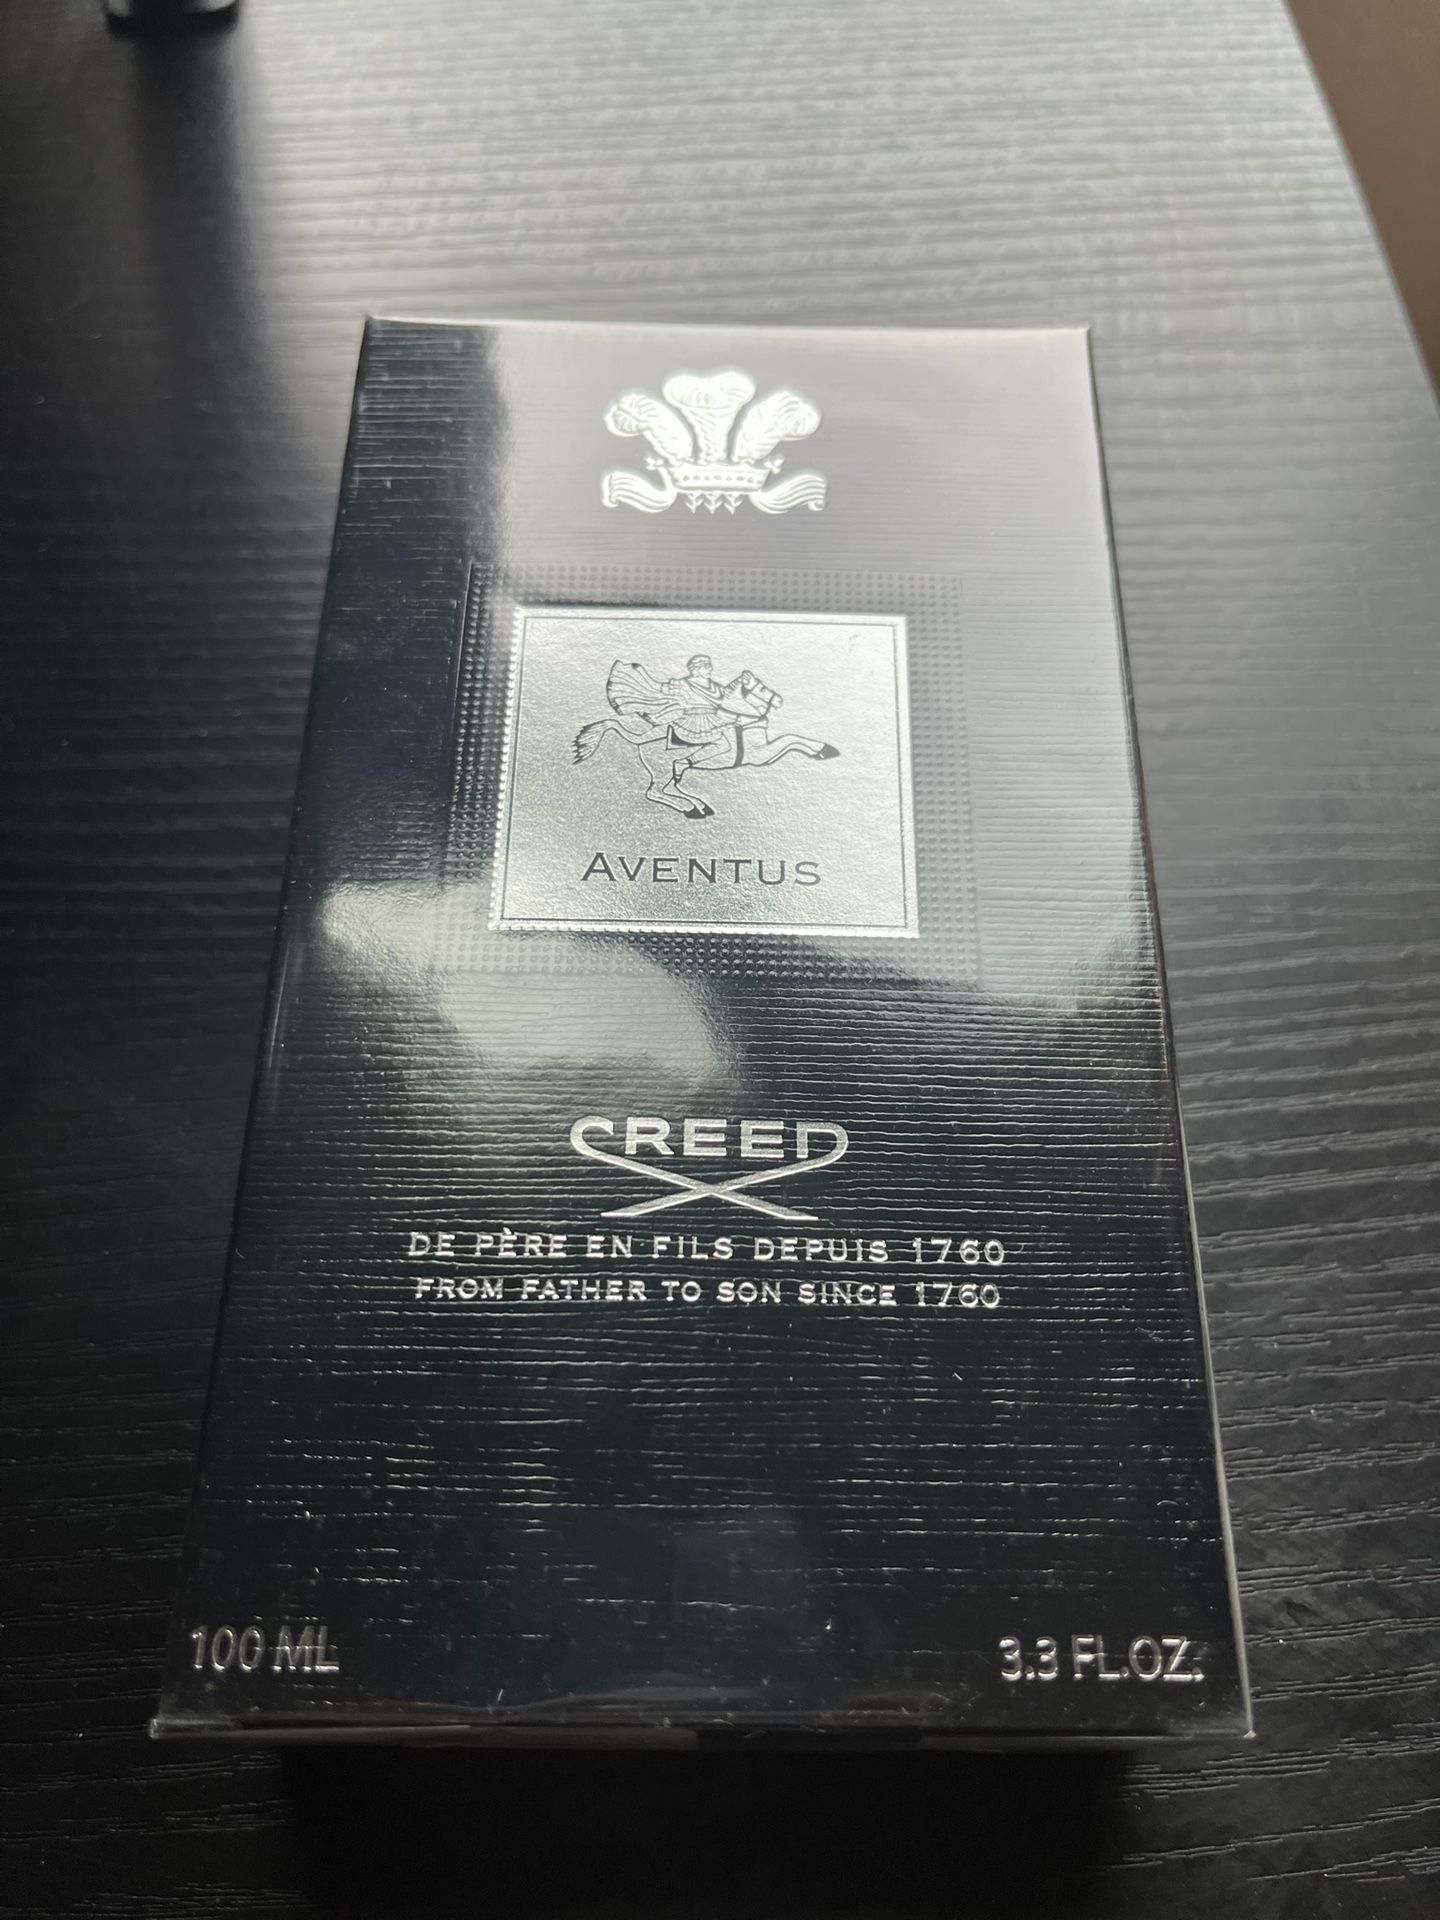 AVENTUS
CREED
DE PÈRE EN FILS DEPUIS 1760
FROM FATHER TO SON SINCE 1760
100 ML
3.3 FL.OZ.